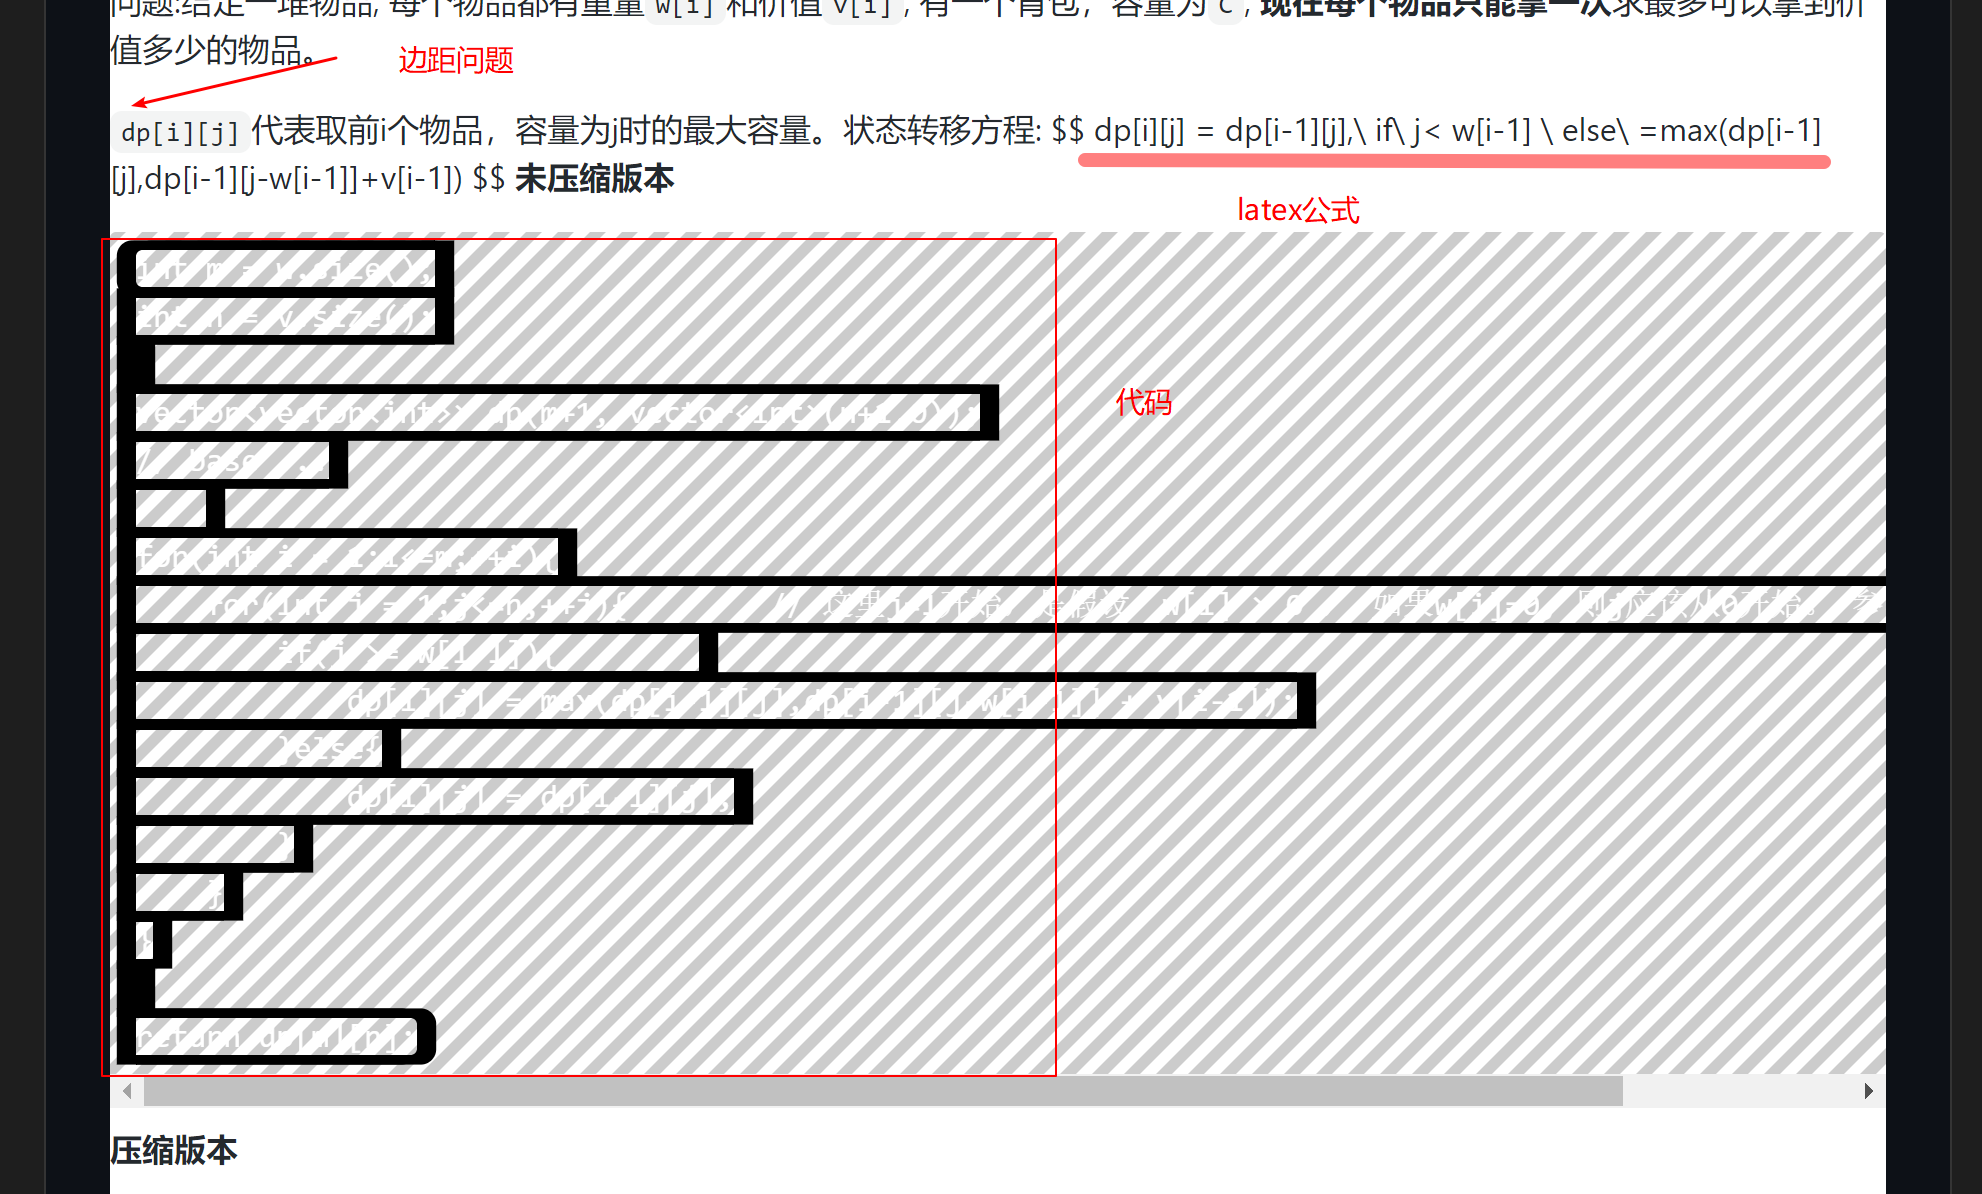 问题:给定一堆物品, 每个物品都有重量 w[i] 和价值 v[i] , 有一个背包，容量为 C , 现在每个物品只能拿一次求最多可以拿到价
值多少的物品。
边距问题
dp[i][j] 代表取前i个物品，容量为j时的最大容量。状态转移方程: $$ dp[i][j] = dp[i-1][j],\ if\ j< w[i-1] \ else\ =max(dp[i-1]
[j],dp[i-1][j-w[i-1]]+v[i-1]) $$ 未压缩版本
latex公式
int m = w.size();
int n = v.size();
vector<vector<int>> dp(m+1, vector<int>(n+1, 0));
代码
// base
for(int i = 1;i<=m;++i){
for(int j = 1;j<=n;++j){ // 这里j=1开始，是假设 w[i] > 0 如果w[i]=0 则j应该从0开始。
if(j >= w[i-1]){
dp[i][j] = max(dp[i-1][j],dp[i-1][j-w[i-1]] + v[i-1]);
}else{
dp[i][j] = dp[i-1][j];
}
}
}
return dp[m][n];
压缩版本